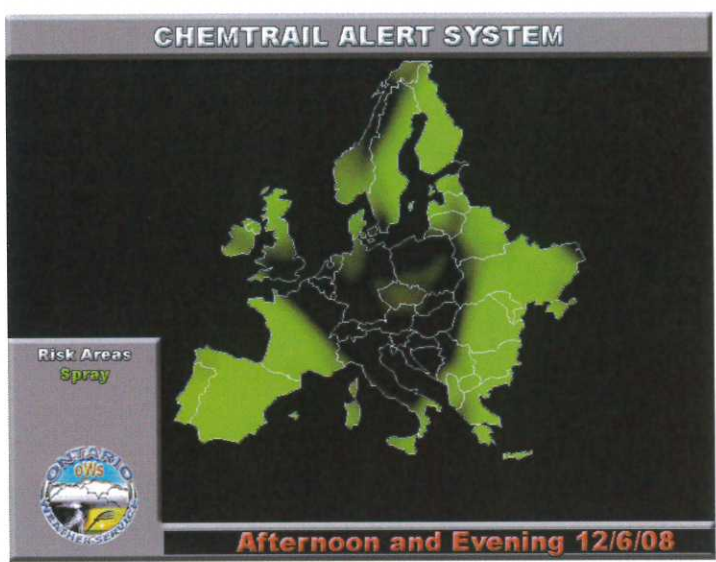 CHEMTRAIL ALERT SYSTEM
Risk Areas
Spray
ONTARIO
OWS
WEATHER SERVICE
Afternoon and Evening 12/6/08